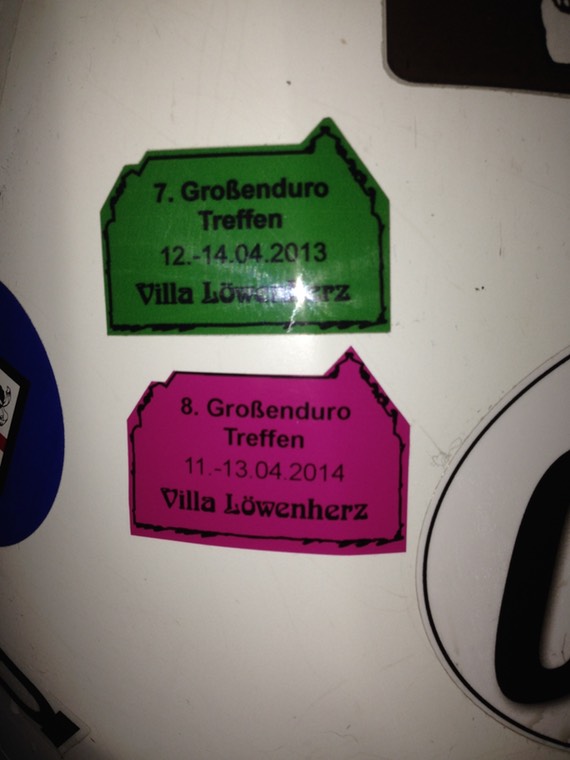 7. Großenduro
Treffen
12.-14.04.2013
Villa Löwenherz
8. Großenduro
Treffen
11.-13.04.2014
Villa Löwenherz